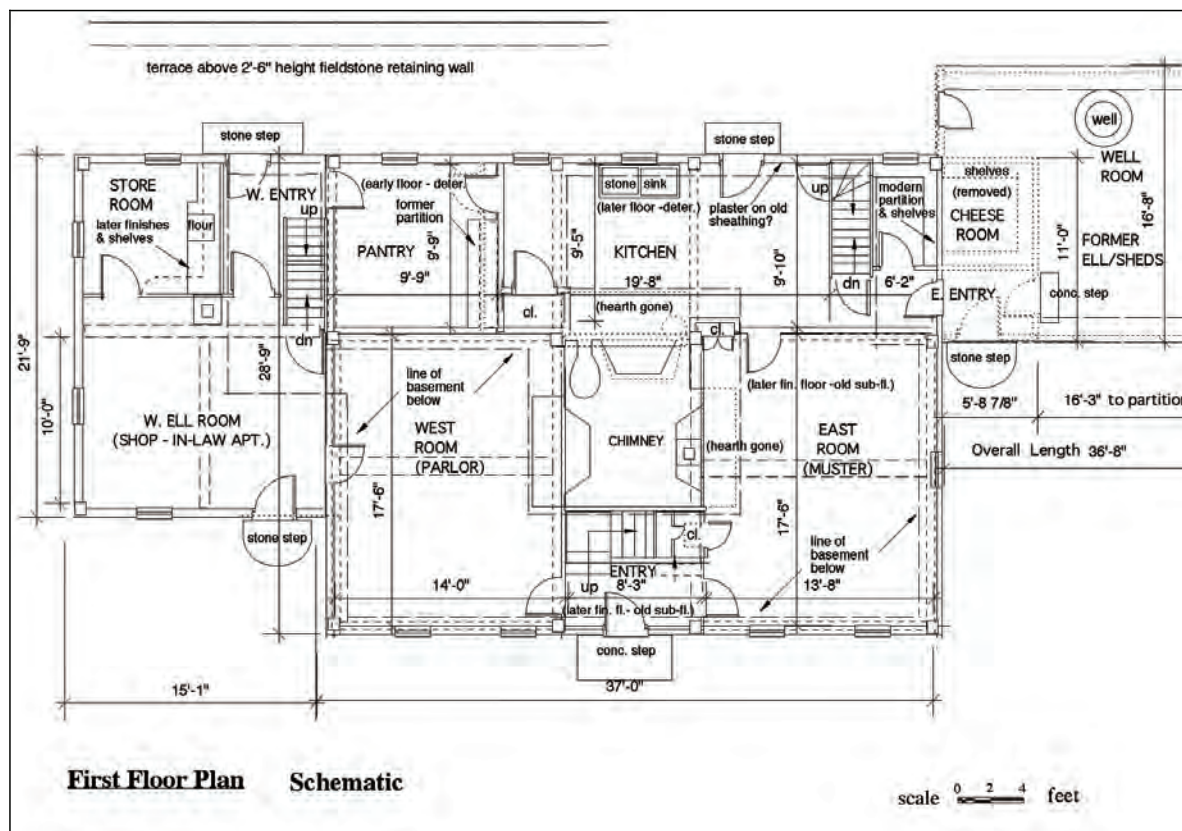 terrace above 2'-6" height fieldstone retaining wall
stone step
stone step
well
STORE
ROOM
later finishes
& shelves
flour
W. ENTRY
up
(early floor - deter.)
former
partition
PANTRY
9'-9"
9'-9"
cl.
stone sink
(later floor -deter.)
9'-5"
KITCHEN
19'-8"
plaster on old
sheathing?
9'-10"
up
modern
partition
& shelves
dn
6'-2"
shelves
(removed)
CHEESE
ROOM
11'-0"
WELL
ROOM
16'-8"
FORMER
ELL/SHEDS
E. ENTRY
conc. step
stone step
21'-9"
10'-0"
28'-9"
dn
W. ELL ROOM
(SHOP - IN-LAW APT.)
stone step
line of
basement
below
WEST
ROOM
(PARLOR)
17'-6"
14'-0"
(hearth gone)
cl.
CHIMNEY
(hearth gone)
(later fin. floor -old sub-fl.)
EAST
ROOM
(MUSTER)
17'-6"
line of
basement
below
13'-8"
cl.
ENTRY
up
8'-3"
(later fin. fl.- old sub-fl.)
conc. step
5'-8 7/8"
16'-3" to partition
Overall Length 36'-8"
15'-1"
37'-0"
First Floor Plan Schematic
scale 0 2 4 feet